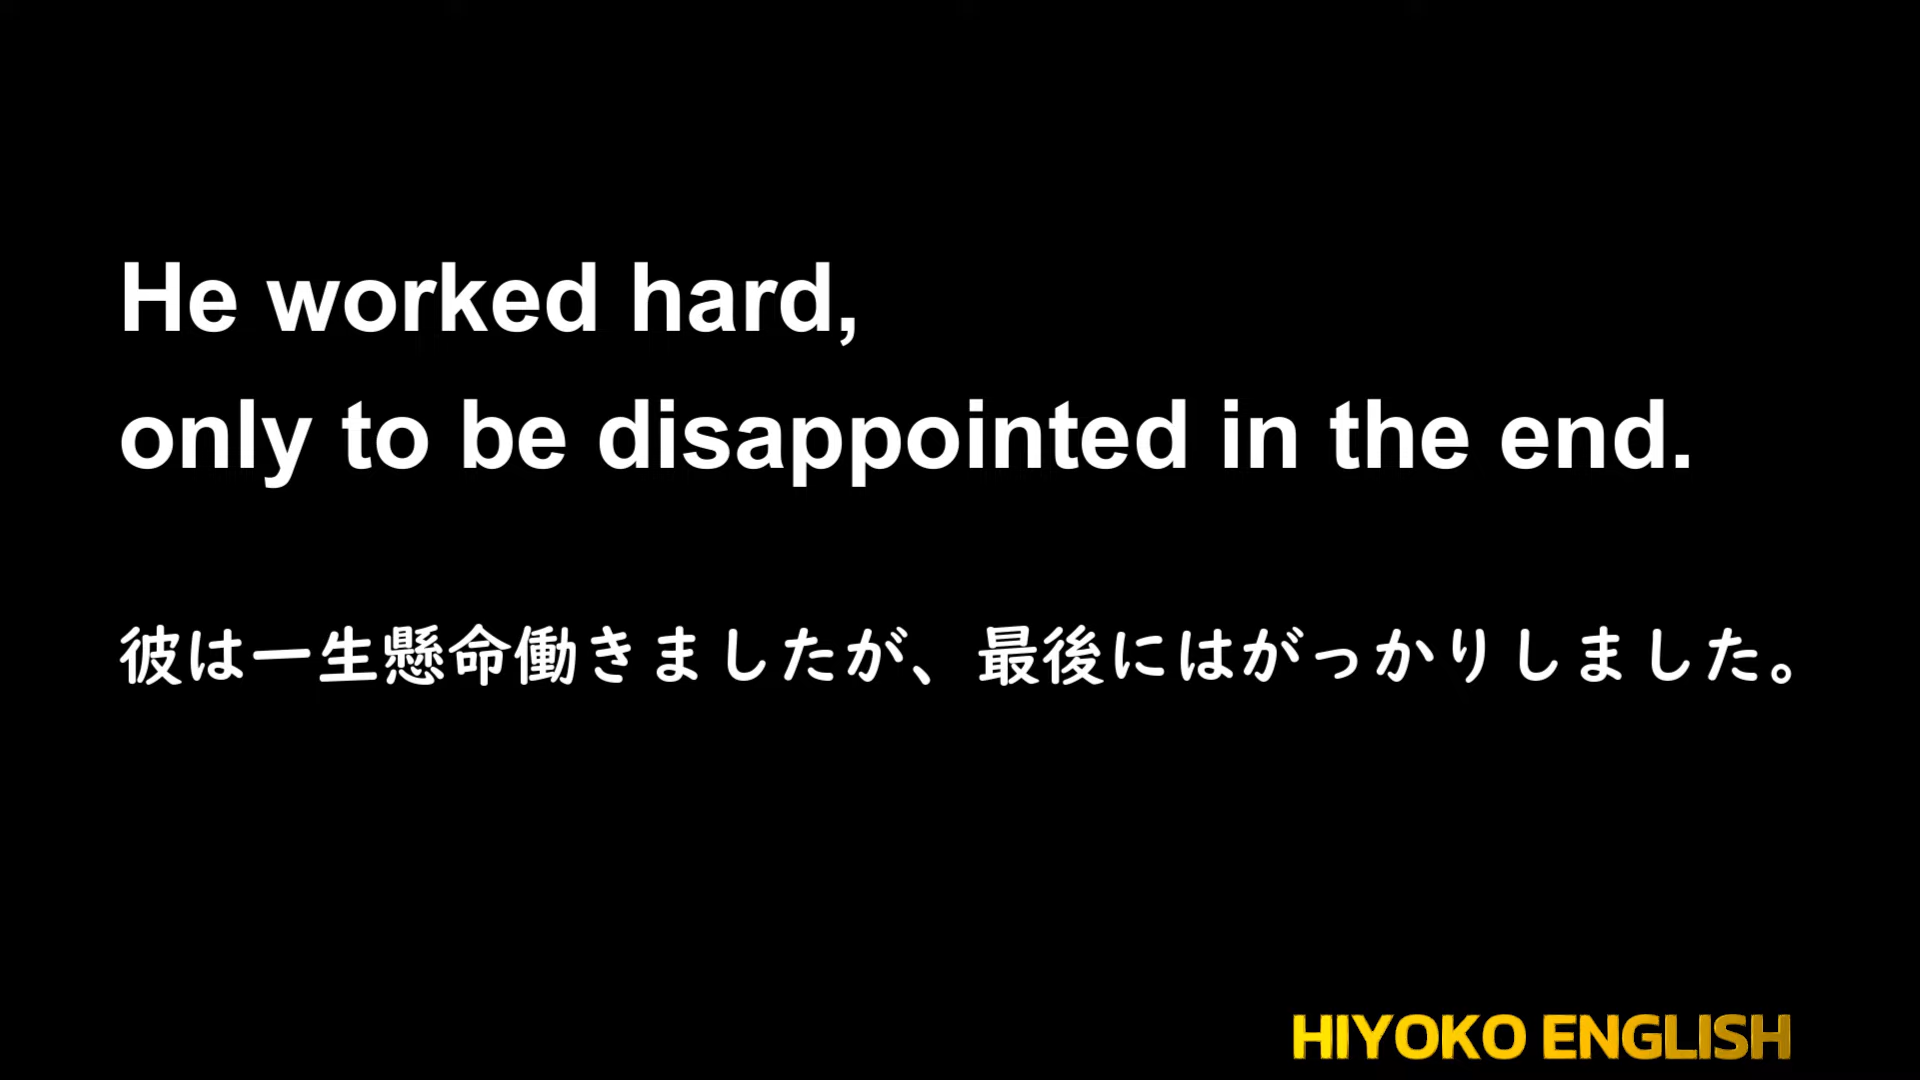 He worked hard,
only to be disappointed in the end.
彼は一生懸命働きましたが、最後にはがっかりしました。
HIYOKO ENGLISH